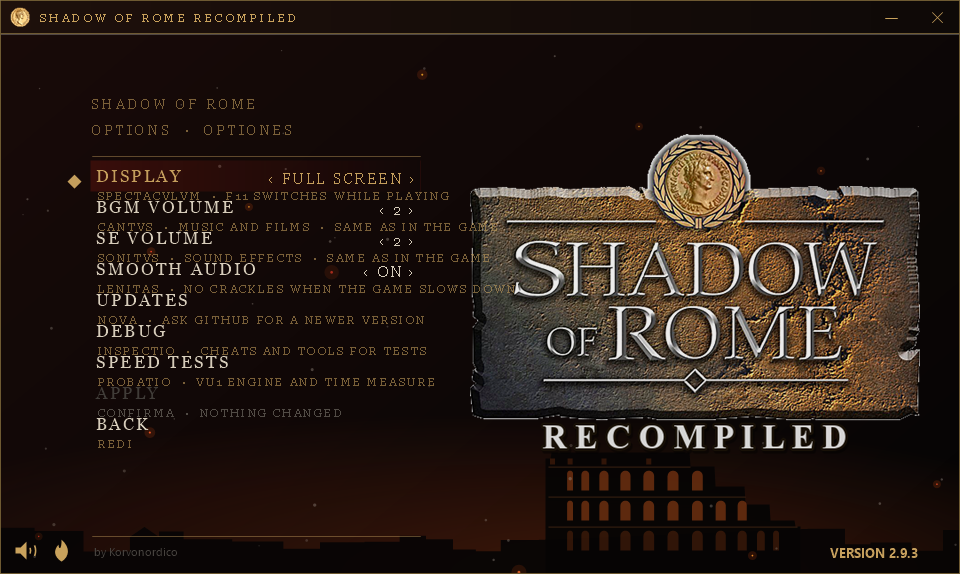 SHADOW OF ROME RECOMPILED
SHADOW OF ROME
OPTIONS · OPTIONES
DISPLAY ‹ FULL SCREEN ›
SPECTACVLVM · F11 SWITCHES WHILE PLAYING
BGM VOLUME ‹ 2 ›
CANTVS · MUSIC AND FILMS · SAME AS IN THE GAME
SE VOLUME ‹ 2 ›
SONITVS · SOUND EFFECTS · SAME AS IN THE GAME
SMOOTH AUDIO ‹ ON ›
LENITAS · NO CRACKLES WHEN THE GAME SLOWS DOWN
UPDATES
NOVA · ASK GITHUB FOR A NEWER VERSION
DEBUG
INSPECTIO · CHEATS AND TOOLS FOR TESTS
SPEED TESTS
PROBATIO · VU1 ENGINE AND TIME MEASURE
APPLY
CONFIRMA · NOTHING CHANGED
BACK
REDI
SHADOW
OF ROME
RECOMPILED
by Korvonordico
VERSION 2.9.3